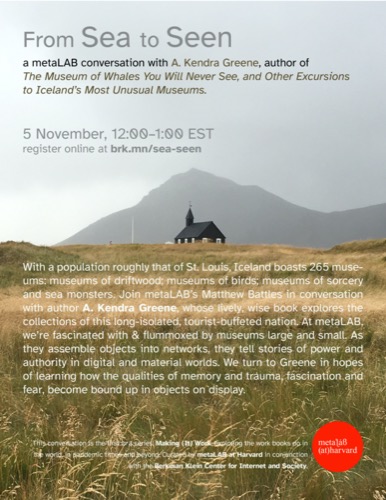 From Sea to Seen
a metaLAB conversation with A. Kendra Greene, author of
The Museum of Whales You Will Never See, and Other Excursions
to Iceland's Most Unusual Museums.
5 November, 12:00–1:00 EST
register online at brk.mn/sea-seen
With a population roughly that of St. Louis, Iceland boasts 265 muse-
ums: museums of driftwood; museums of birds; museums of sorcery
and sea monsters. Join metaLAB's Matthew Battles in conversation
with author A. Kendra Greene, whose lively, wise book explores the
collections of this long-isolated, tourist-buffeted nation. At metaLAB,
we're fascinated with & flummoxed by museums large and small. As
they assemble objects into networks, they tell stories of power and
authority in digital and material worlds. We turn to Greene in hopes
of learning how the qualities of memory and trauma, fascination and
fear, become bound up in objects on display.
This conversation is the first in a series, Making (It) Work, exploring the work books do in
the world, in pandemic times and beyond. Curated by metaLAB at Harvard in conjunction
with the Berkman Klein Center for Internet and Society.
metaLAB
(at)harvard